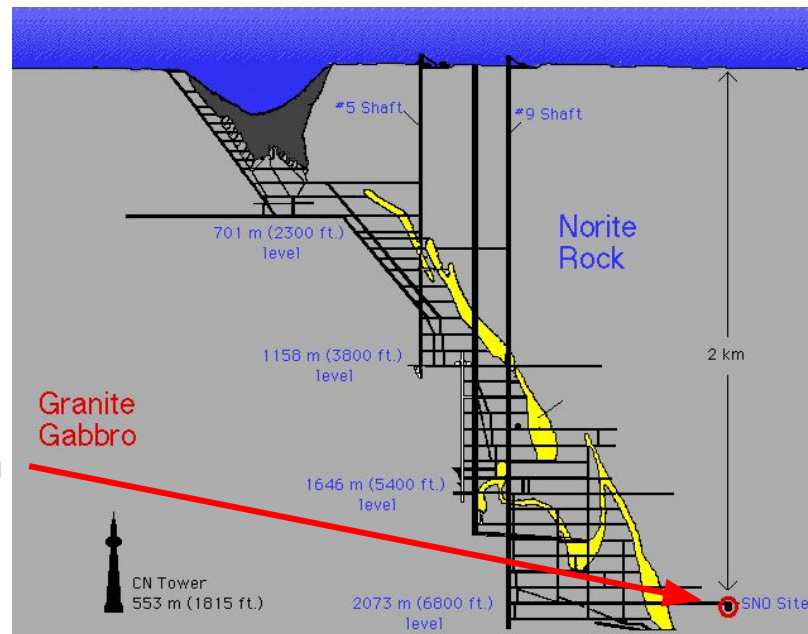 #5 Shaft
#9 Shaft
701 m (2300 ft.)
level
Norite
Rock
1158 m (3800 ft.)
level
2 km
Granite
Gabbro
1646 m (5400 ft.)
level
CN Tower
553 m (1815 ft.)
2073 m (6800 ft.)
level
SNO Site